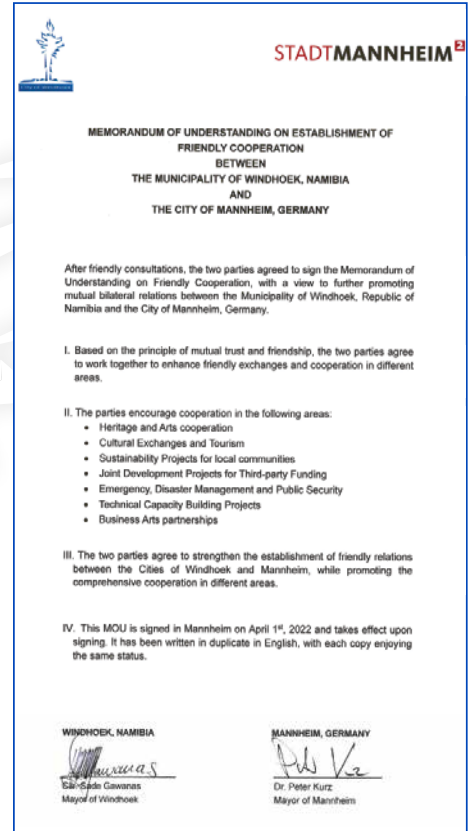 CITY OF WINDHOEK
STADTMANNHEIM²
MEMORANDUM OF UNDERSTANDING ON ESTABLISHMENT OF
FRIENDLY COOPERATION
BETWEEN
THE MUNICIPALITY OF WINDHOEK, NAMIBIA
AND
THE CITY OF MANNHEIM, GERMANY
After friendly consultations, the two parties agreed to sign the Memorandum of
Understanding on Friendly Cooperation, with a view to further promoting
mutual bilateral relations between the Municipality of Windhoek, Republic of
Namibia and the City of Mannheim, Germany.
I. Based on the principle of mutual trust and friendship, the two parties agree
to work together to enhance friendly exchanges and cooperation in different
areas.
II. The parties encourage cooperation in the following areas:
• Heritage and Arts cooperation
• Cultural Exchanges and Tourism
• Sustainability Projects for local communities
• Joint Development Projects for Third-party Funding
• Emergency, Disaster Management and Public Security
• Technical Capacity Building Projects
• Business Arts partnerships
III. The two parties agree to strengthen the establishment of friendly relations
between the Cities of Windhoek and Mannheim, while promoting the
comprehensive cooperation in different areas.
IV. This MOU is signed in Mannheim on April 1st, 2022 and takes effect upon
signing. It has been written in duplicate in English, with each copy enjoying
the same status.
WINDHOEK, NAMIBIA
Sade Gawanas
Mayor of Windhoek
MANNHEIM, GERMANY
Dr. Peter Kurz
Mayor of Mannheim